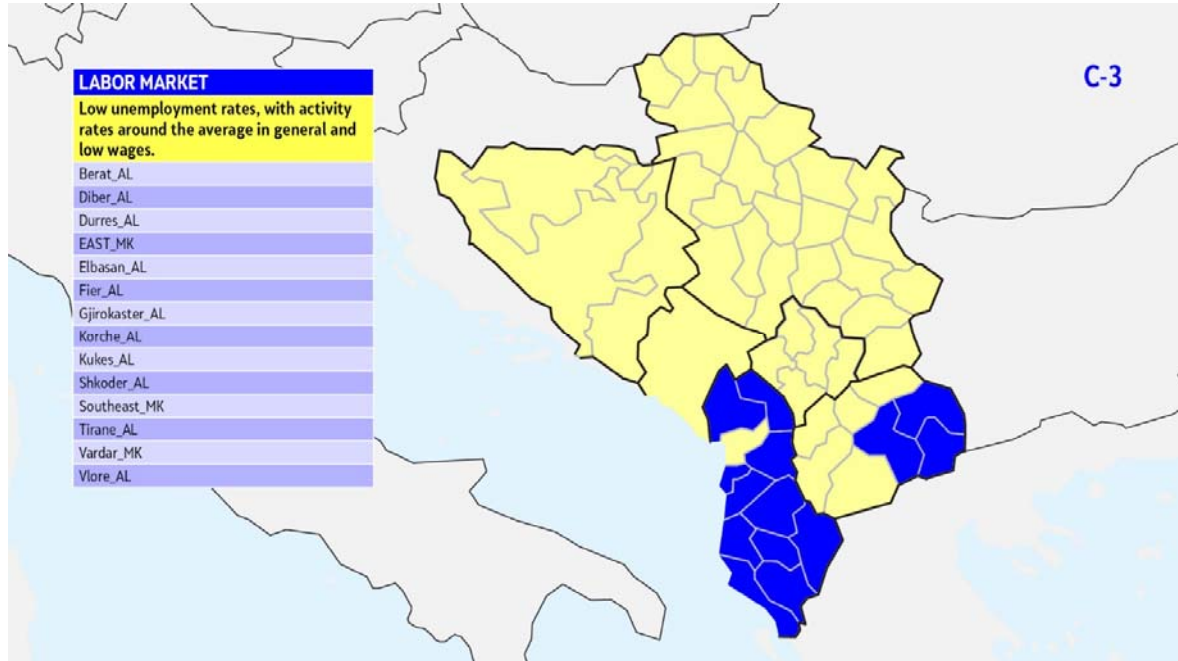 LABOR MARKET
Low unemployment rates, with activity
rates around the average in general and
low wages.
Berat_AL
Diber_AL
Durres_AL
EAST_MK
Elbasan_AL
Fier_AL
Gjirokaster_AL
Korche_AL
Kukes_AL
Shkoder_AL
Southeast_MK
Tirane_AL
Vardar_MK
Vlore_AL
C-3